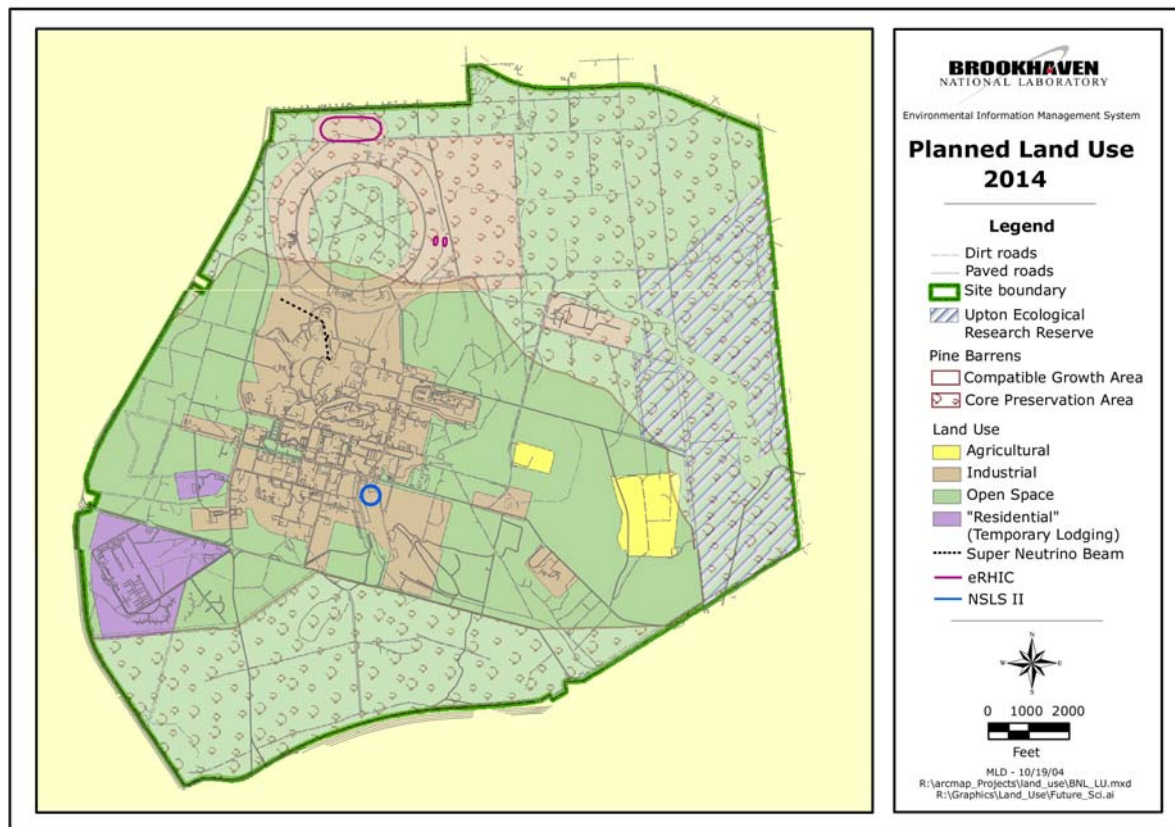 BROOKHAVEN
NATIONAL LABORATORY
Environmental Information Management System
Planned Land Use
2014
Legend
Dirt roads
Paved roads
Site boundary
Upton Ecological
Research Reserve
Pine Barrens
Compatible Growth Area
Core Preservation Area
Land Use
Agricultural
Industrial
Open Space
"Residential"
(Temporary Lodging)
Super Neutrino Beam
eRHIC
NSLS II
N
W E
S
0 1000 2000
Feet
MLD - 10/19/04
R:\arcmap_Projects\land_use\BNL_LU.mxd
R:\Graphics\Land_Use\Future_Sci.ai